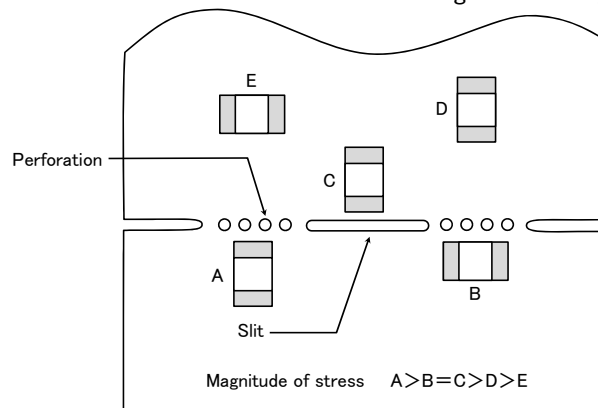 E
D
Perforation
C
A
B
Slit
Magnitude of stress A＞B＝C＞D＞E